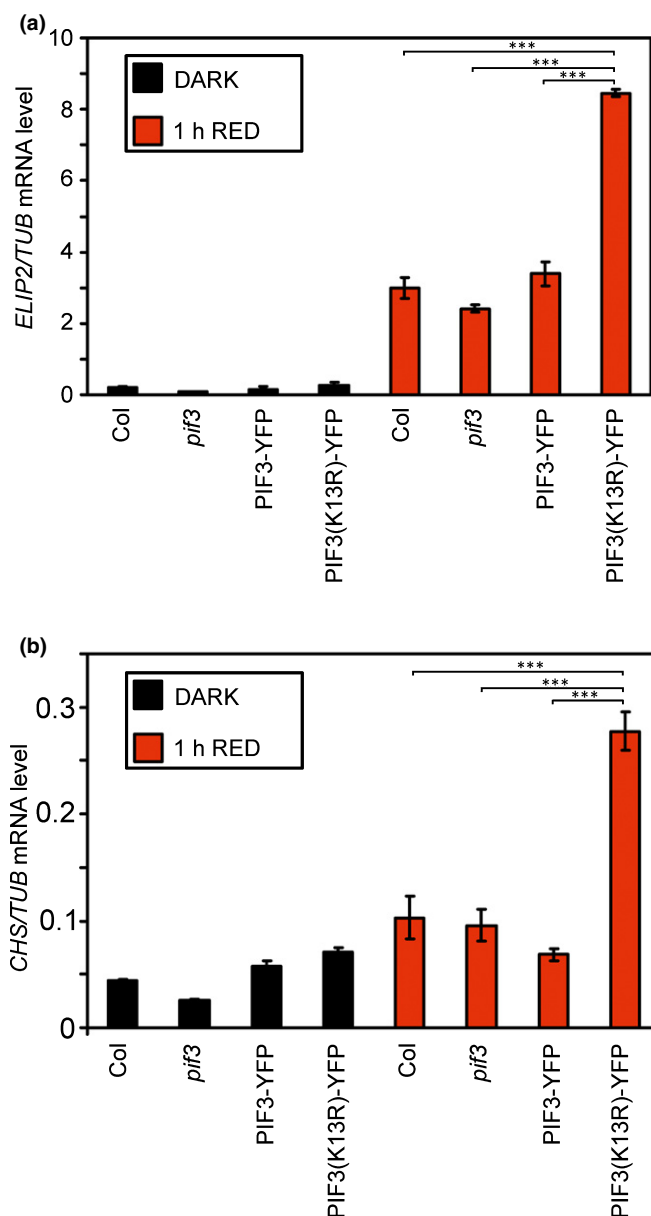 (a)
10
8
6
4
2
0
ELIP2/TUB mRNA level
DARK
1 h RED
***
***
***
Col
pif3
PIF3-YFP
PIF3(K13R)-YFP
Col
pif3
PIF3-YFP
PIF3(K13R)-YFP
(b)
0.3
0.2
0.1
0
CHS/TUB mRNA level
DARK
1 h RED
***
***
***
Col
pif3
PIF3-YFP
PIF3(K13R)-YFP
Col
pif3
PIF3-YFP
PIF3(K13R)-YFP